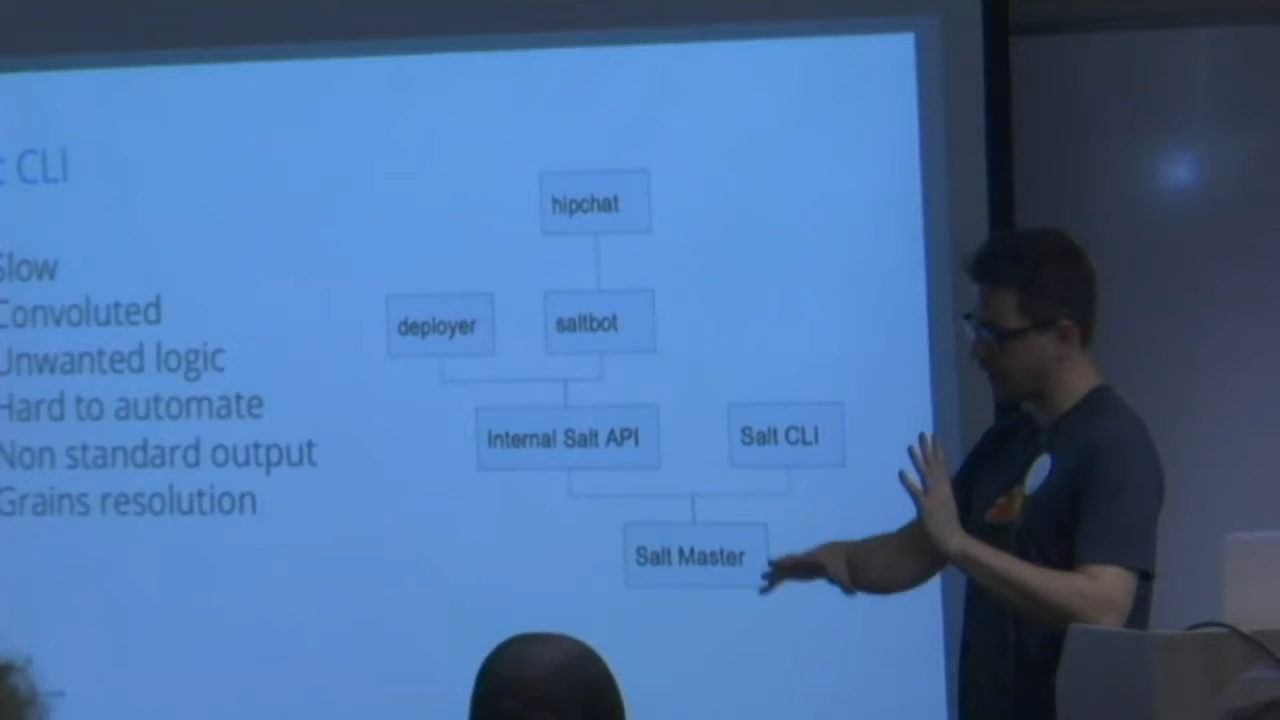 : CLI
Slow
Convoluted
Unwanted logic
Hard to automate
Non standard output
Grains resolution
hipchat
deployer
saltbot
Internal Salt API
Salt CLI
Salt Master